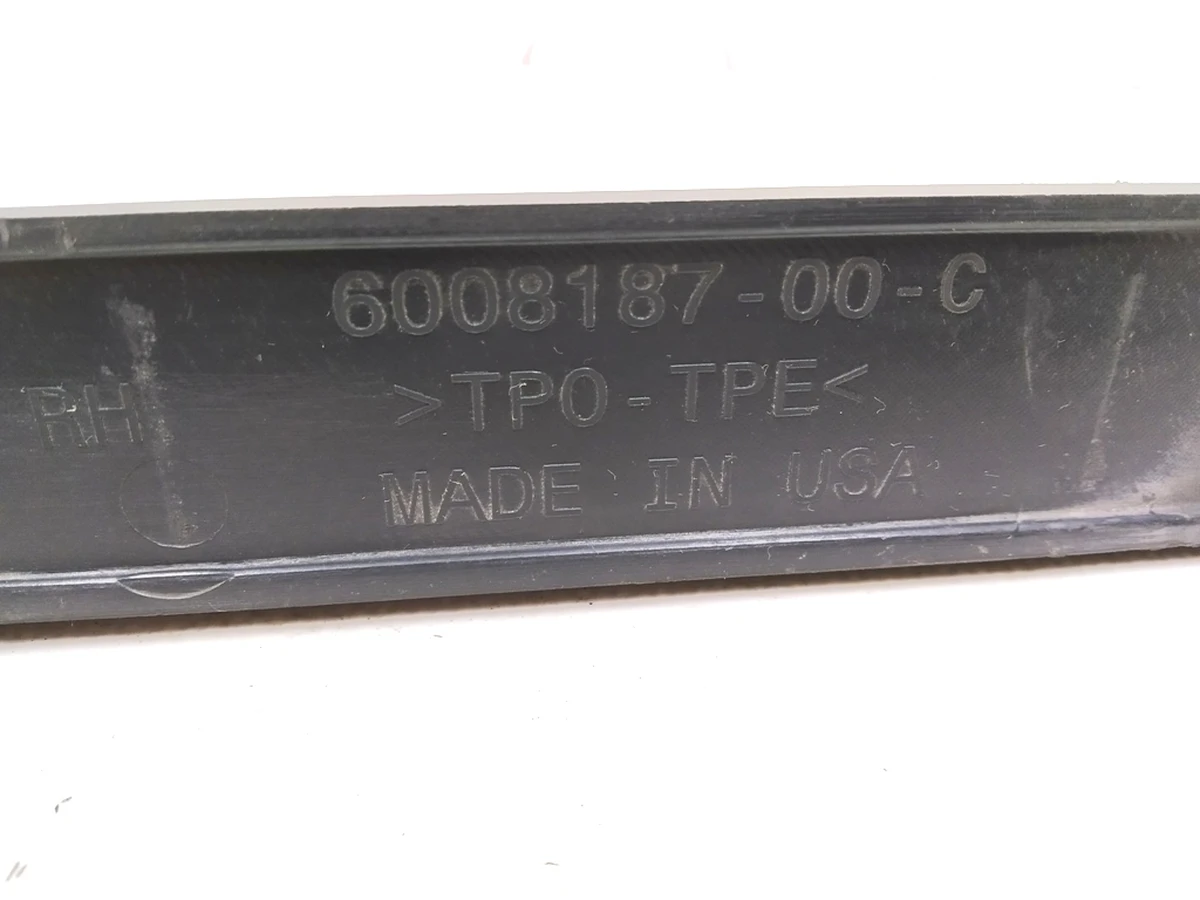 6008187-00-C
>TPO-TPE<
RH
MADE IN USA